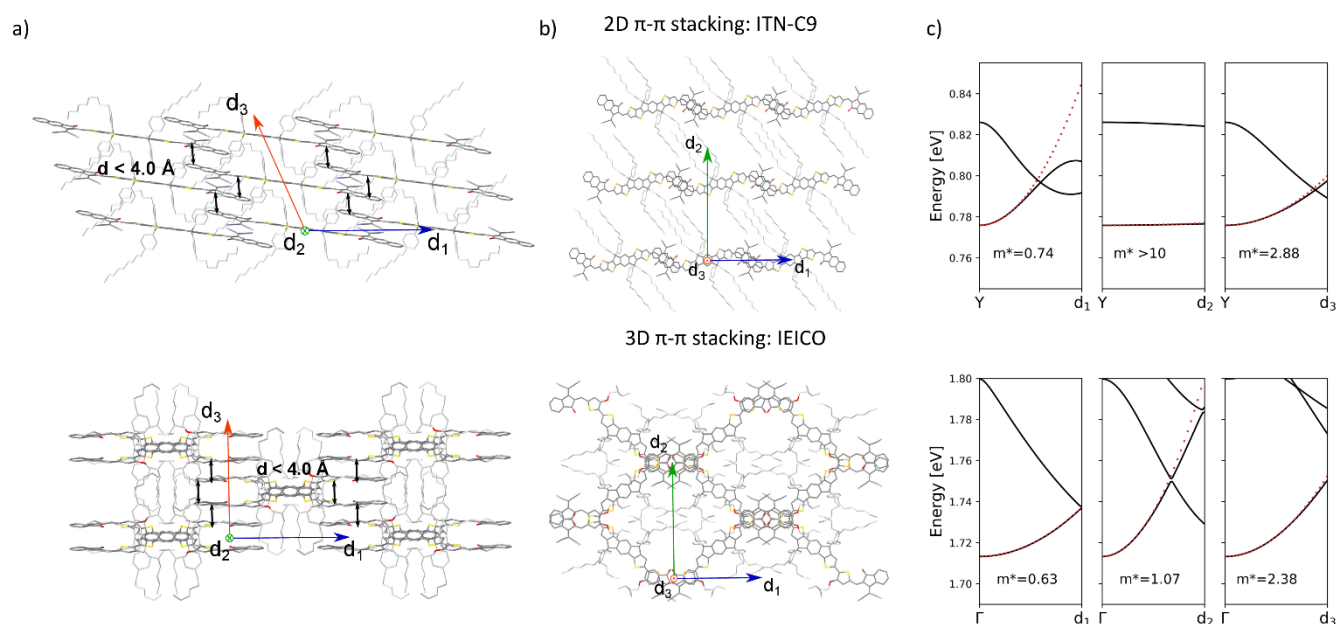 a)
d₃
d < 4.0 Å
d₂
d₁
d₃
d < 4.0 Å
d₂
d₁
b)
2D π-π stacking: ITN-C9
d₂
d₃
d₁
3D π-π stacking: IEICO
d₂
d₃
d₁
c)
Energy [eV]
0.84
0.82
0.80
0.78
0.76
m*=0.74
m* >10
m*=2.88
Y
d₁
Y
d₂
Y
d₃
Energy [eV]
1.80
1.78
1.76
1.74
1.72
1.70
m*=0.63
m*=1.07
m*=2.38
Γ
d₁
Γ
d₂
Γ
d₃